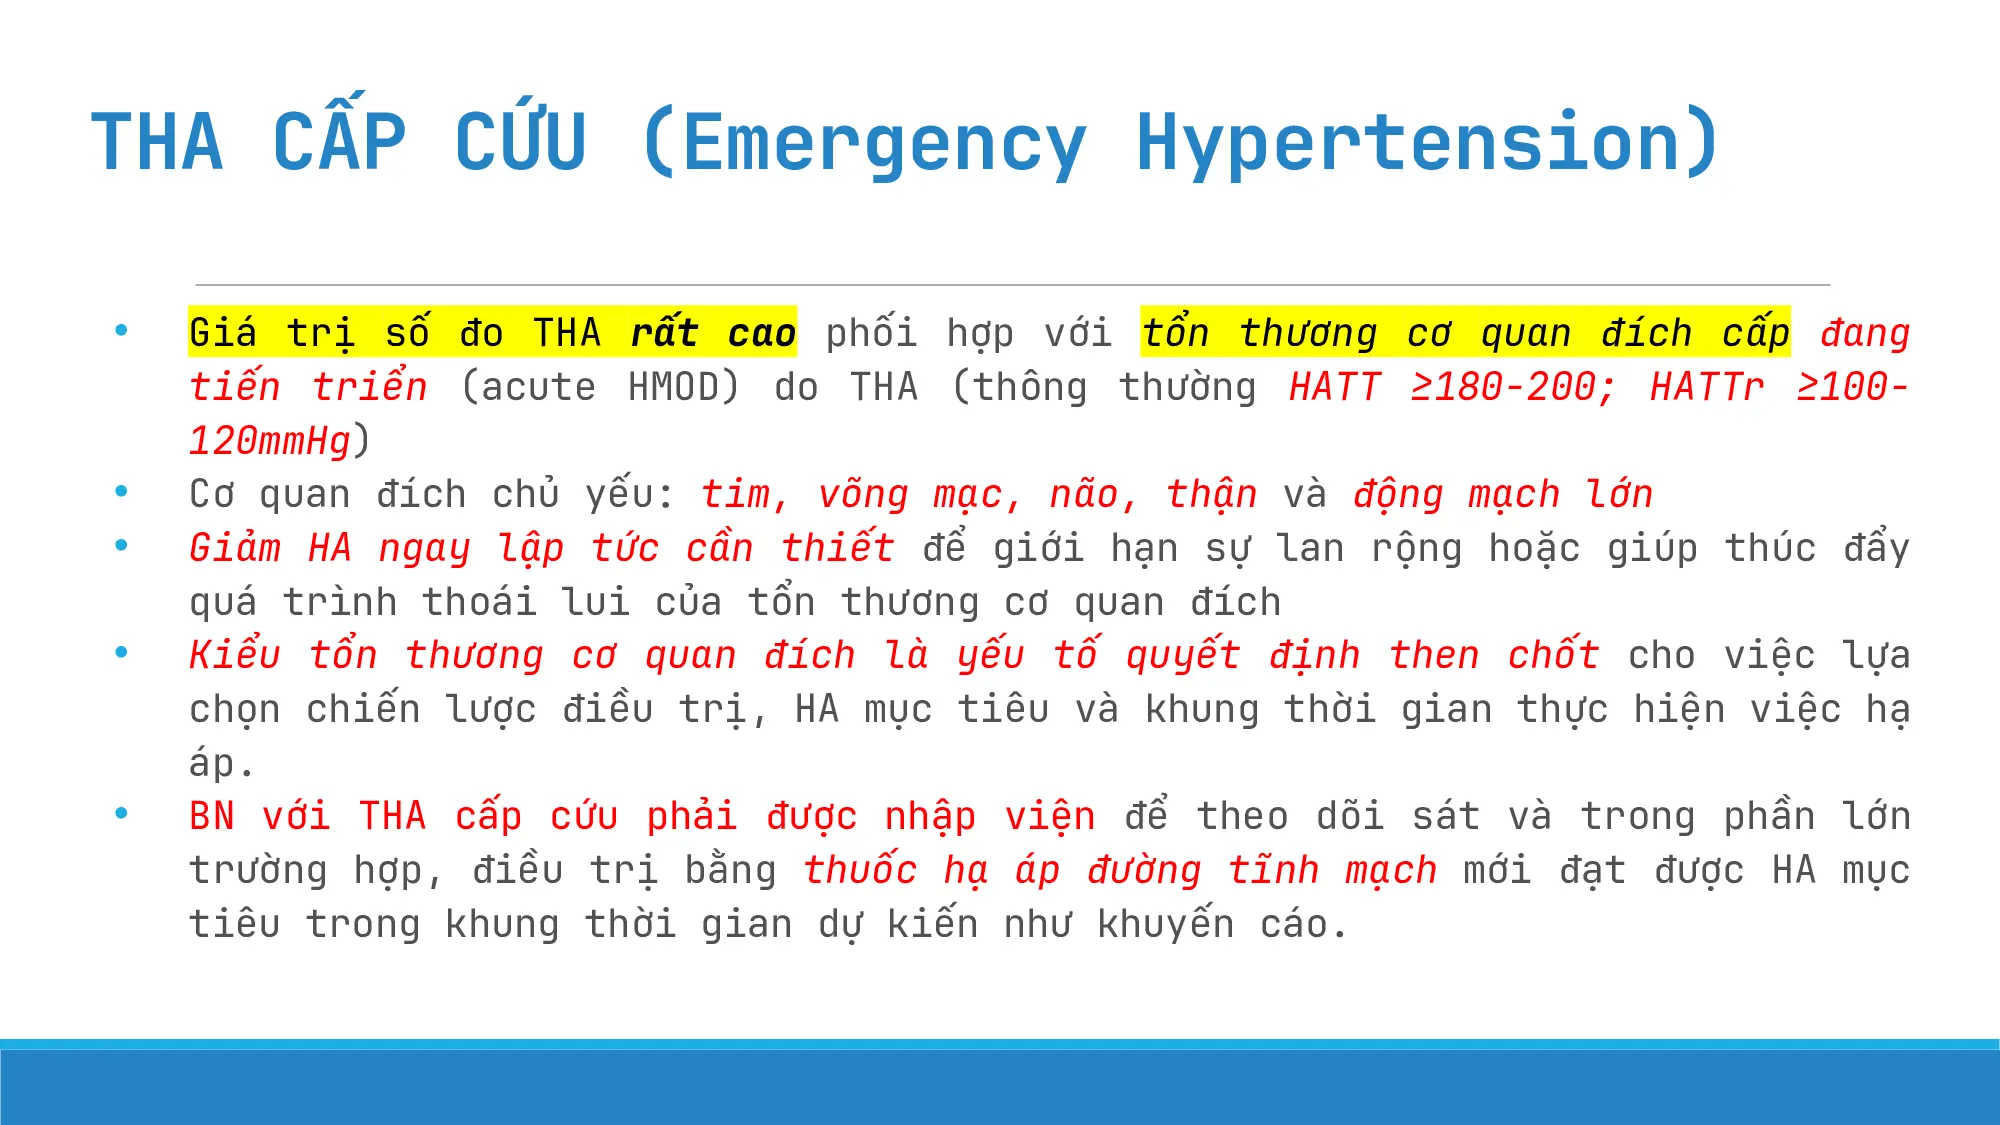 THA CẤP CỨU (Emergency Hypertension)
• Giá trị số đo THA rất cao phối hợp với tổn thương cơ quan đích cấp đang
tiến triển (acute HMOD) do THA (thông thường HATT ≥180-200; HATTr ≥100-
120mmHg)
• Cơ quan đích chủ yếu: tim, võng mạc, não, thận và động mạch lớn
• Giảm HA ngay lập tức cần thiết để giới hạn sự lan rộng hoặc giúp thúc đẩy
quá trình thoái lui của tổn thương cơ quan đích
• Kiểu tổn thương cơ quan đích là yếu tố quyết định then chốt cho việc lựa
chọn chiến lược điều trị, HA mục tiêu và khung thời gian thực hiện việc hạ
áp.
• BN với THA cấp cứu phải được nhập viện để theo dõi sát và trong phần lớn
trường hợp, điều trị bằng thuốc hạ áp đường tĩnh mạch mới đạt được HA mục
tiêu trong khung thời gian dự kiến như khuyến cáo.